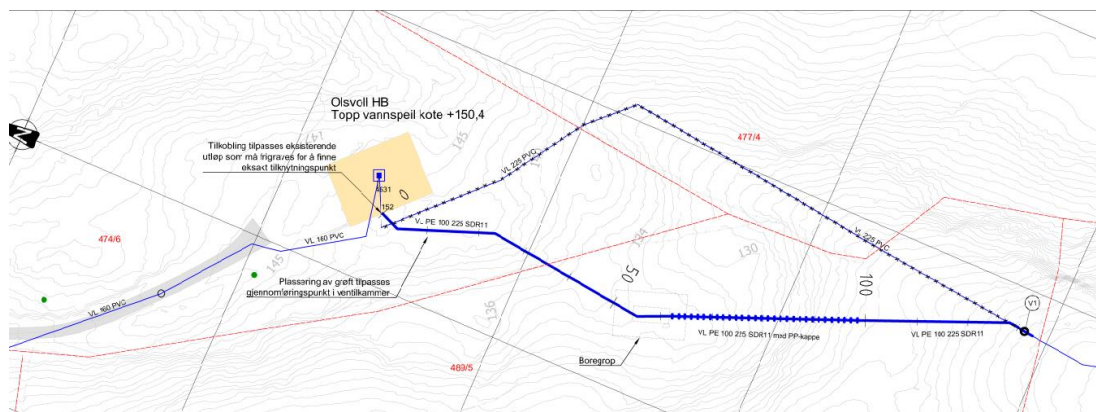 Olsvoll HB
Topp vannspeil kote +150,4
145
477/4
Tilkobling tilpasses eksisterende
utløp som må frigraves for å finne
eksakt tilknytningspunkt
N
VL 225 PVC
0
152
PE 100 225 SDR11
474/6
VL 160 PVC
134
130
VL 225 PVC
145
Plassering av grøft tilpasses
gjennomføringspunkt i ventilkammer
50
100
136
V1
VL 160 PVC
VL PE 100 225 SDR11 med PP-kappe
VL PE 100 225 SDR11
Boregrop
489/5